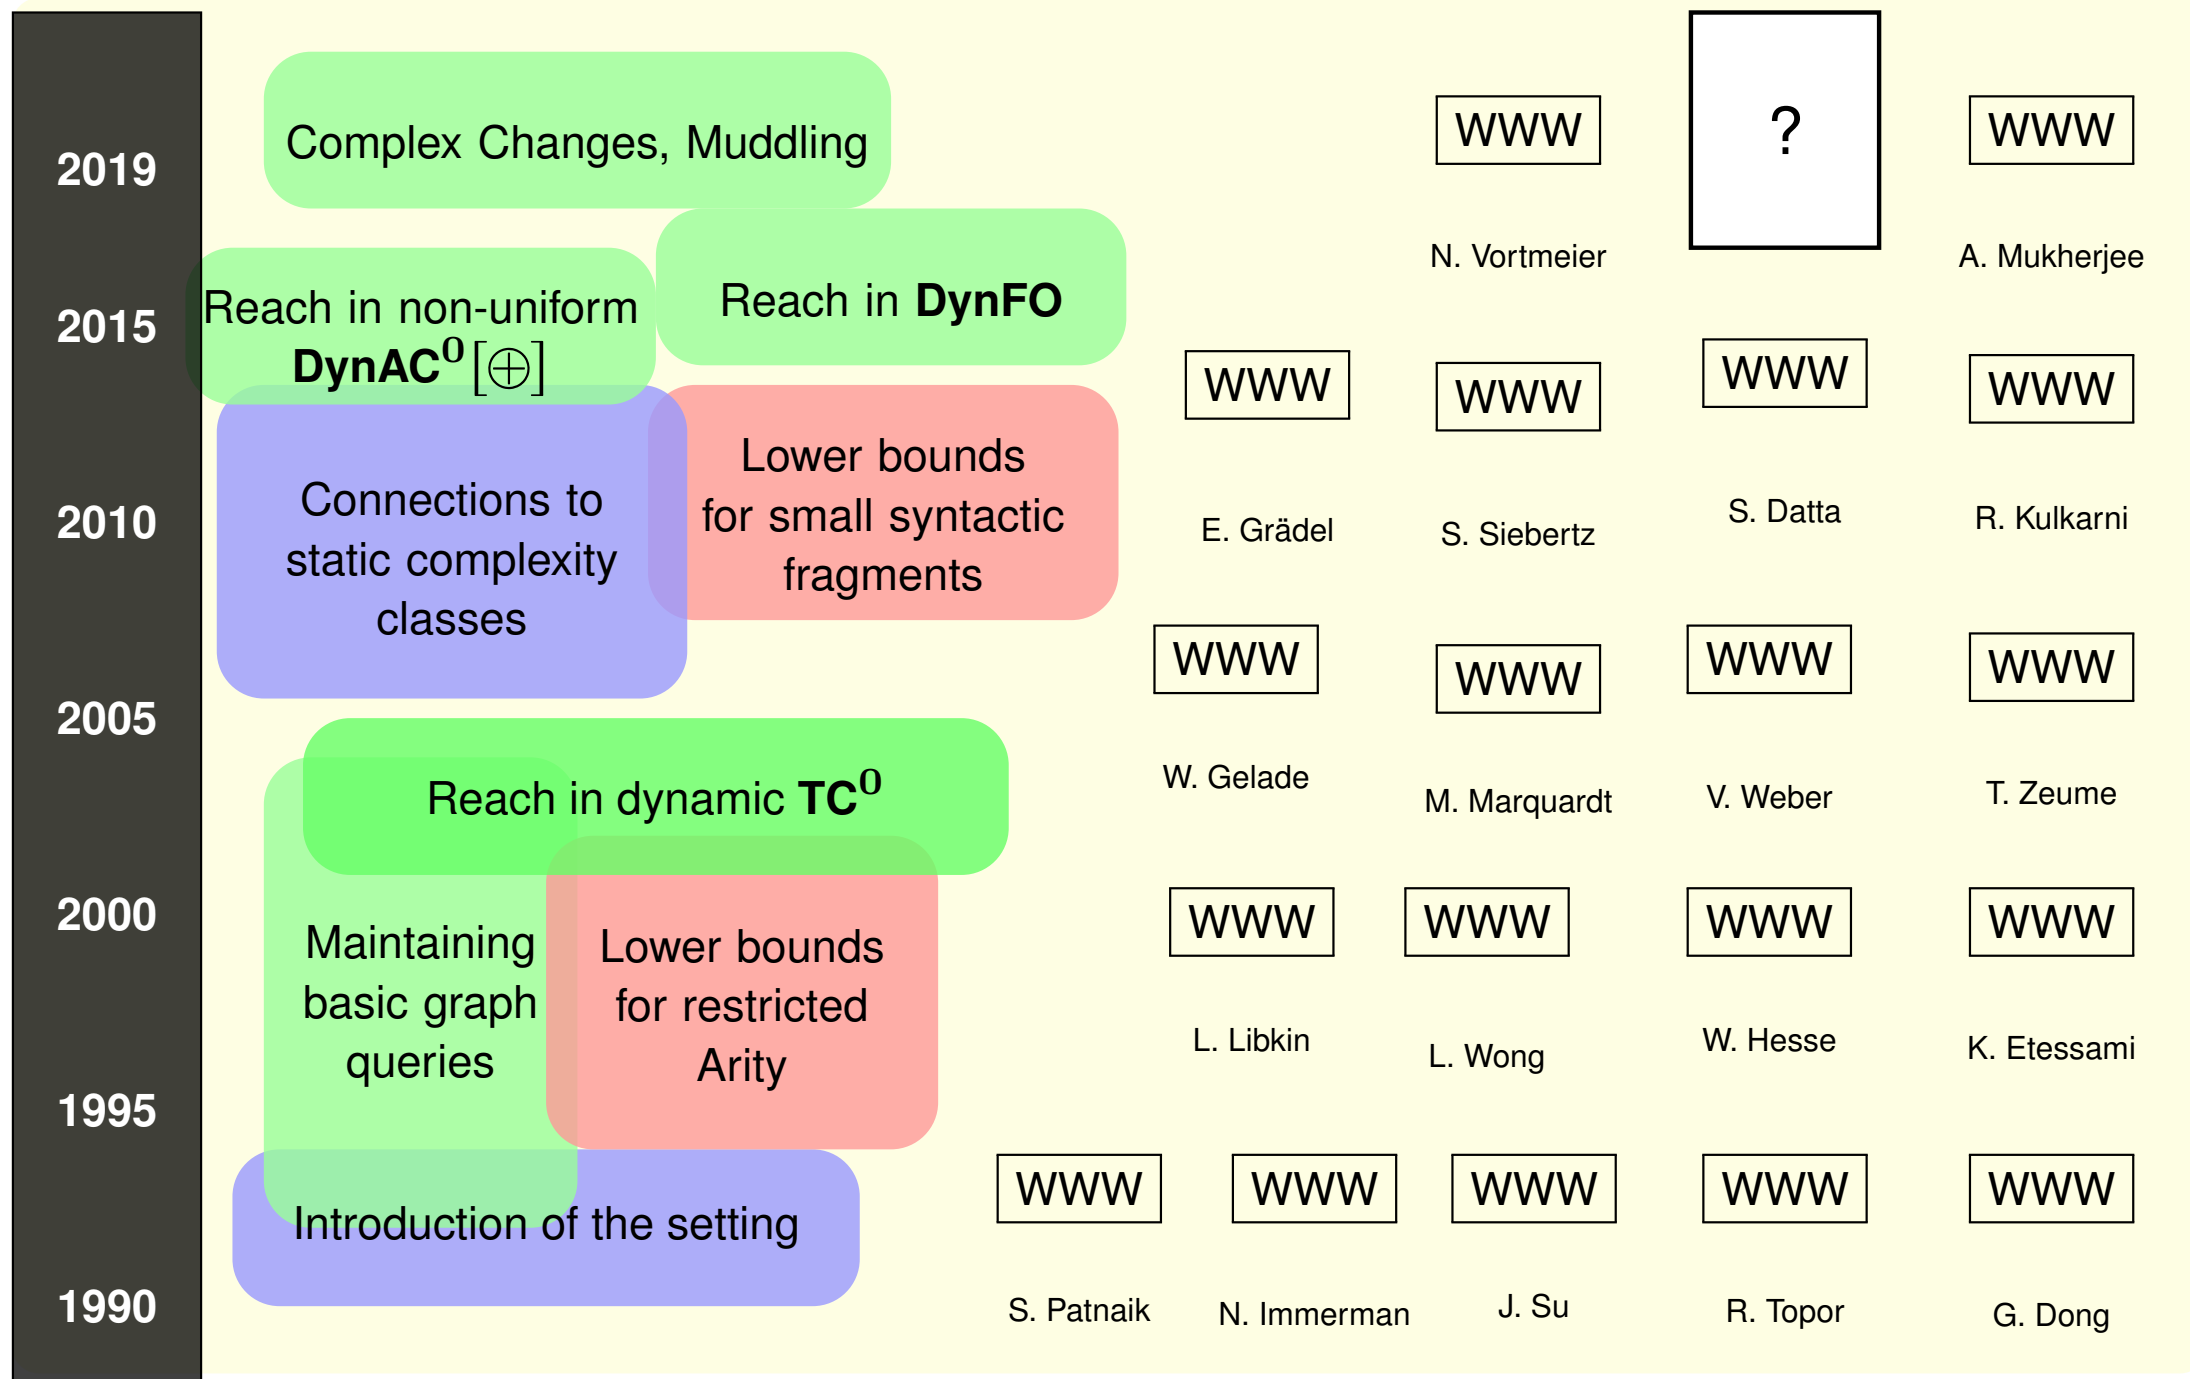 2019
2015
2010
2005
2000
1995
1990
Complex Changes, Muddling
Reach in non-uniform
DynAC⁰[⊕]
Reach in DynFO
Connections to
static complexity
classes
Lower bounds
for small syntactic
fragments
Reach in dynamic TC⁰
Maintaining
basic graph
queries
Lower bounds
for restricted
Arity
Introduction of the setting
WWW
?
WWW
N. Vortmeier
A. Mukherjee
WWW
WWW
WWW
WWW
E. Grädel
S. Siebertz
S. Datta
R. Kulkarni
WWW
WWW
WWW
WWW
W. Gelade
M. Marquardt
V. Weber
T. Zeume
WWW
WWW
WWW
WWW
L. Libkin
L. Wong
W. Hesse
K. Etessami
WWW
WWW
WWW
WWW
WWW
S. Patnaik
N. Immerman
J. Su
R. Topor
G. Dong